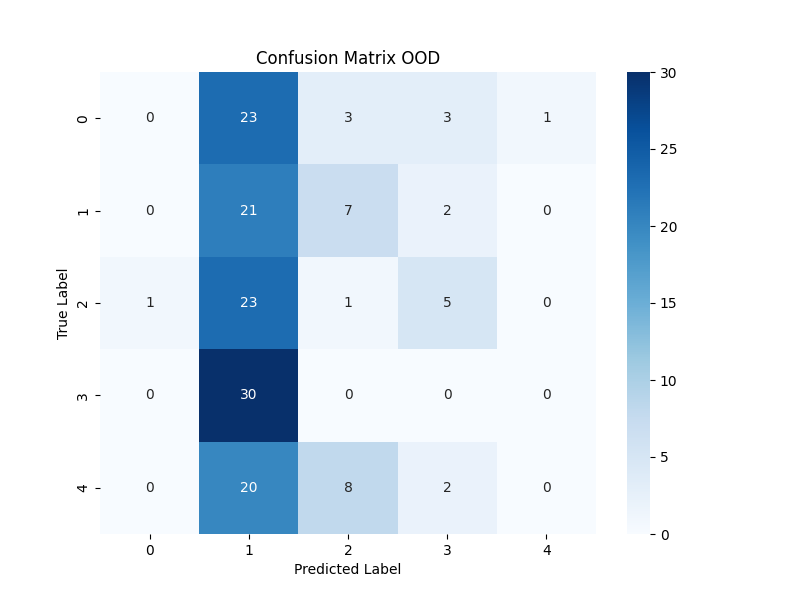 Confusion Matrix OOD
0 0 23 3 3 1
1 0 21 7 2 0
2 1 23 1 5 0
3 0 30 0 0 0
4 0 20 8 2 0
0 1 2 3 4
Predicted Label
True Label
30
25
20
15
10
5
0